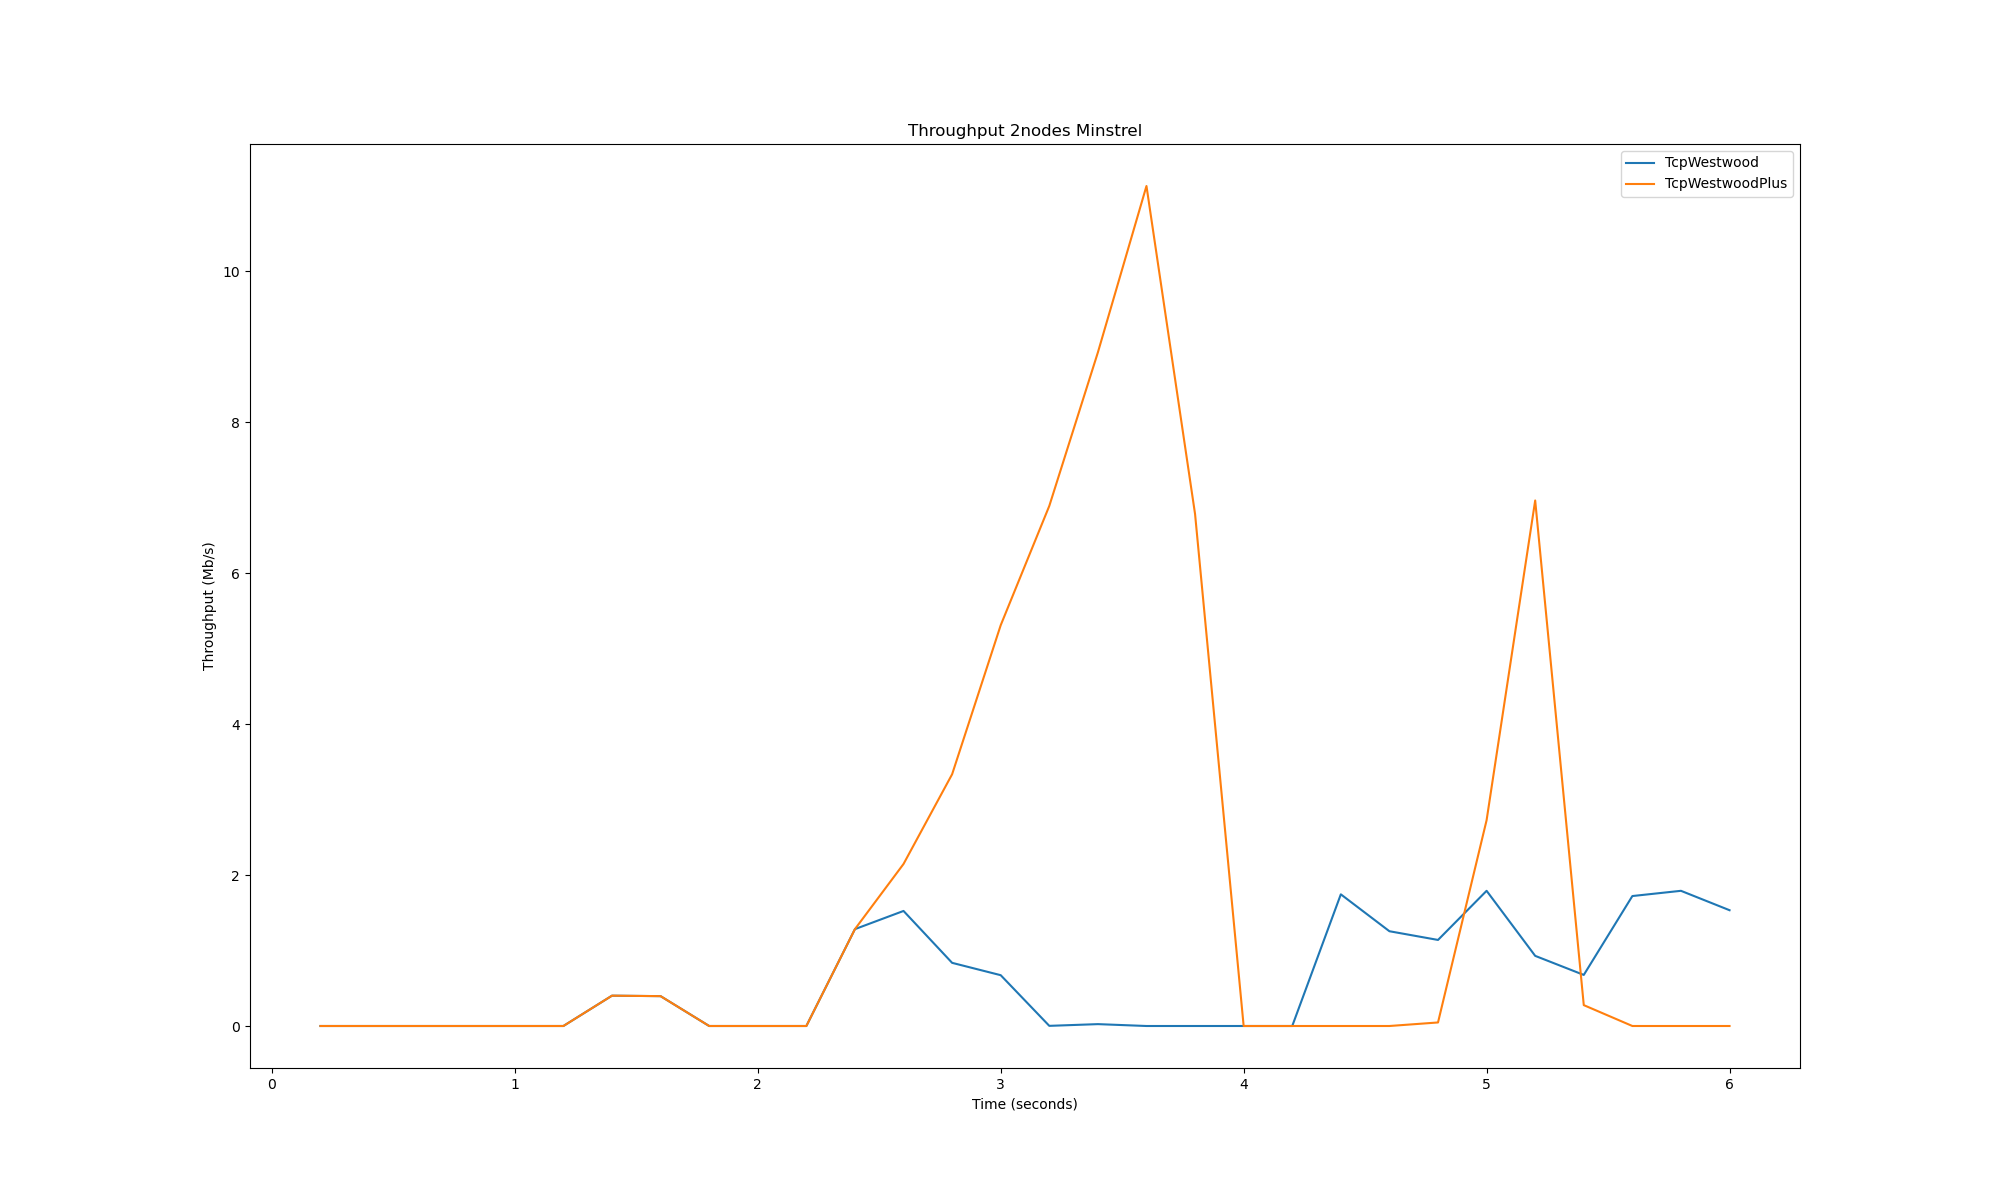 Throughput 2nodes Minstrel
TcpWestwood
TcpWestwoodPlus
10
8
6
4
2
0
Throughput (Mb/s)
0 1 2 3 4 5 6
Time (seconds)